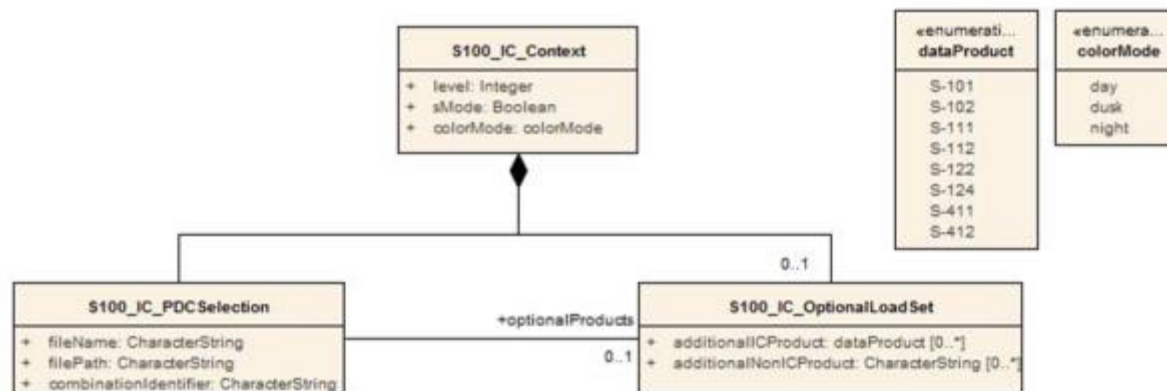 S100_IC_Context
+ level: Integer
+ sMode: Boolean
+ colorMode: colorMode
«enumerati...
dataProduct
S-101
S-102
S-111
S-112
S-122
S-124
S-411
S-412
«enumera...
colorMode
day
dusk
night
S100_IC_PDCSelection
+ fileName: CharacterString
+ filePath: CharacterString
+ combinationIdentifier: CharacterString
+optionalProducts
0..1
0..1
S100_IC_OptionalLoadSet
+ additionalICProduct: dataProduct [0..*]
+ additionalNonICProduct: CharacterString [0..*]